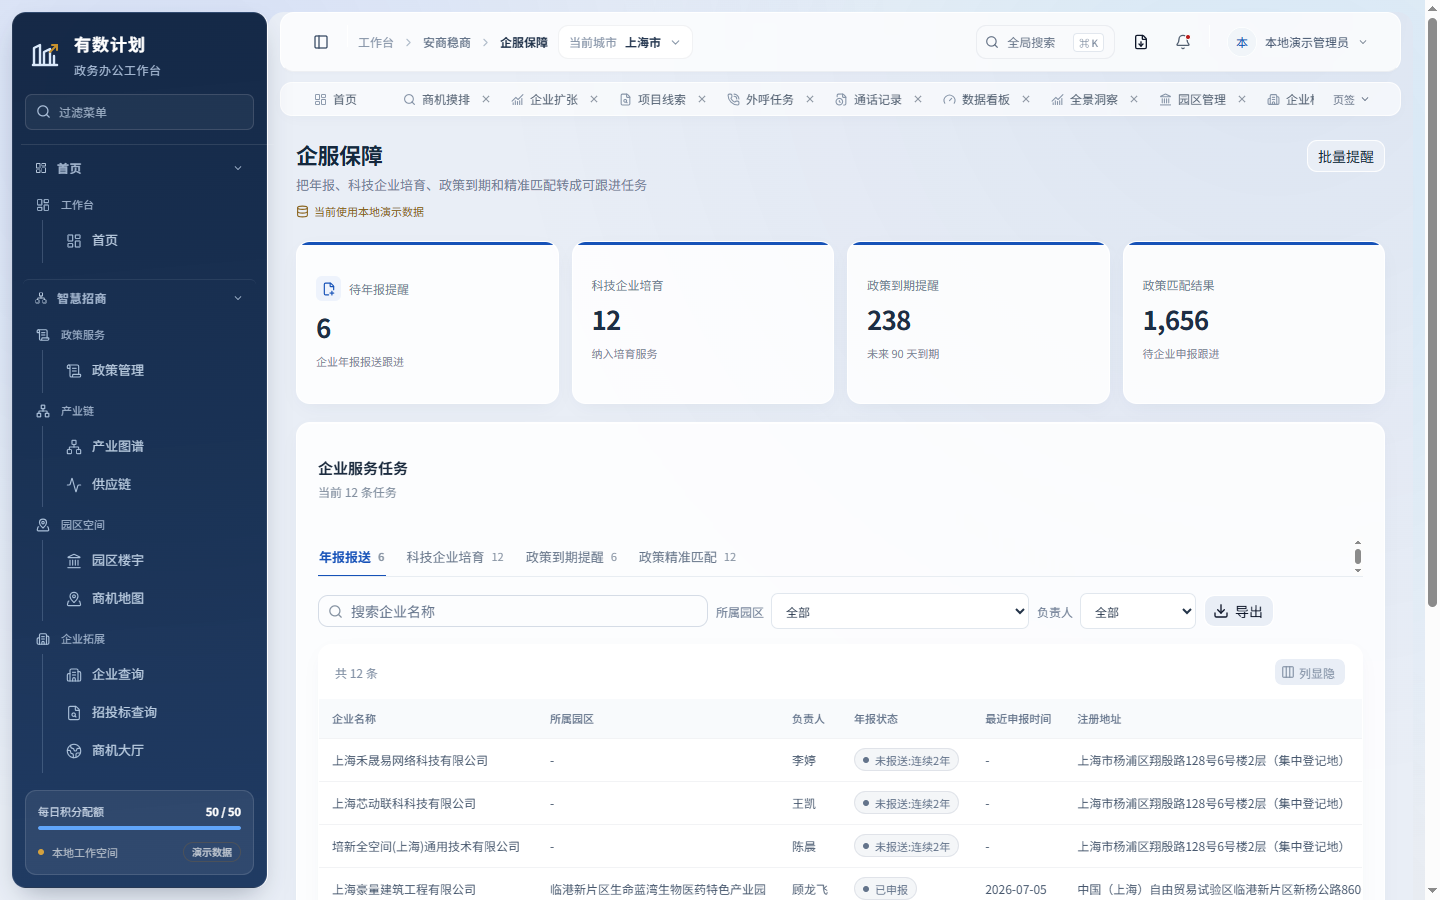 有数计划
政务办公工作台
过滤菜单
首页
工作台
首页
智慧招商
政策服务
政策管理
产业链
产业图谱
供应链
园区空间
园区楼宇
商机地图
企业拓展
企业查询
招投标查询
商机大厅
每日积分配额 50 / 50
本地工作空间 演示数据
工作台 安商稳商 企服保障 当前城市 上海市 全局搜索 ⌘K 本 本地演示管理员
首页 商机摸排 企业扩张 项目线索 外呼任务 通话记录 数据看板 全景洞察 园区管理 企业 页签
企服保障
批量提醒
把年报、科技企业培育、政策到期和精准匹配转成可跟进任务
当前使用本地演示数据
待年报提醒
6
企业年报报送跟进
科技企业培育
12
纳入培育服务
政策到期提醒
238
未来 90 天到期
政策匹配结果
1,656
待企业申报跟进
企业服务任务
当前 12 条任务
年报报送 6 科技企业培育 12 政策到期提醒 6 政策精准匹配 12
搜索企业名称 所属园区 全部 负责人 全部 导出
共 12 条 列显隐
企业名称 所属园区 负责人 年报状态 最近申报时间 注册地址
上海禾晟易网络科技有限公司 - 李婷 未报送:连续2年 - 上海市杨浦区翔殷路128号6号楼2层（集中登记地）
上海芯动联科科技有限公司 - 王凯 未报送:连续2年 - 上海市杨浦区翔殷路128号6号楼2层（集中登记地）
培新全空间(上海)通用技术有限公司 - 陈晨 未报送:连续2年 - 上海市杨浦区翔殷路128号6号楼2层（集中登记地）
上海豪量建筑工程有限公司 临港新片区生命蓝湾生物医药特色产业园 顾龙飞 已申报 2026-07-05 中国（上海）自由贸易试验区临港新片区新杨公路860